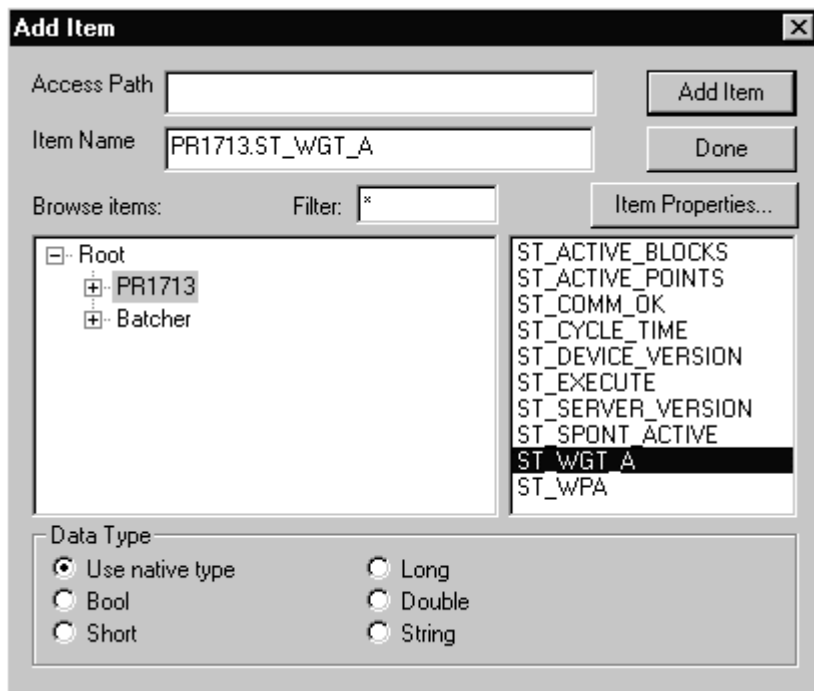 Add Item
Access Path
Add Item
Item Name PR1713.ST_WGT_A
Done
Browse items: Filter: *
Item Properties...
Root
PR1713
Batcher
ST_ACTIVE_BLOCKS
ST_ACTIVE_POINTS
ST_COMM_OK
ST_CYCLE_TIME
ST_DEVICE_VERSION
ST_EXECUTE
ST_SERVER_VERSION
ST_SPONT_ACTIVE
ST_WGT_A
ST_WPA
Data Type
Use native type Long
Bool Double
Short String